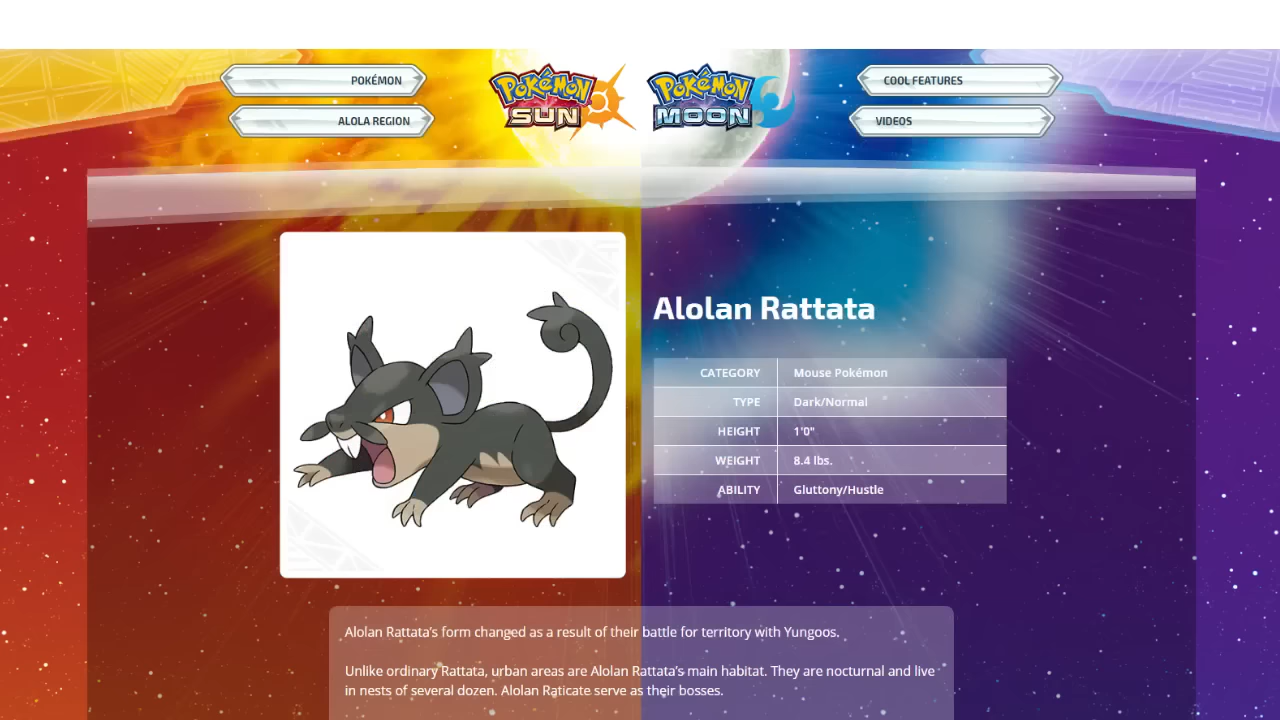 POKÉMON
ALOLA REGION
POKÉMON
SUN
POKÉMON
MOON
COOL FEATURES
VIDEOS
Alolan Rattata
CATEGORY Mouse Pokémon
TYPE Dark/Normal
HEIGHT 1'0"
WEIGHT 8.4 lbs.
ABILITY Gluttony/Hustle
Alolan Rattata's form changed as a result of their battle for territory with Yungoos.
Unlike ordinary Rattata, urban areas are Alolan Rattata's main habitat. They are nocturnal and live
in nests of several dozen. Alolan Raticate serve as their bosses.